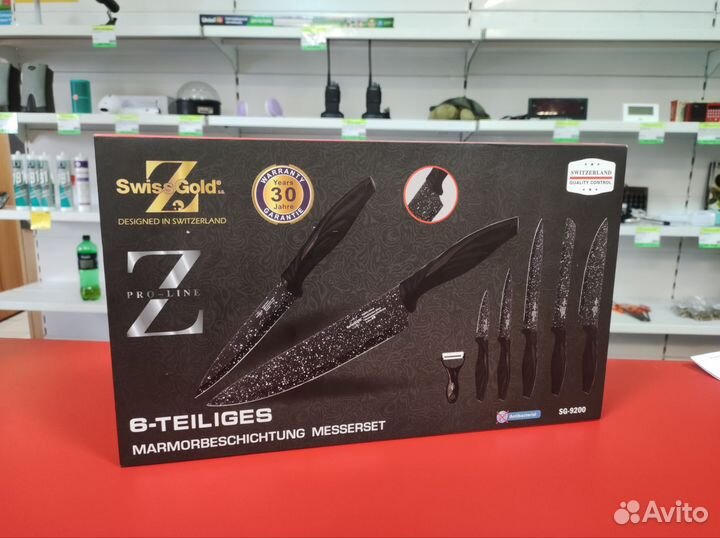 SwissGold®
DESIGNED IN SWITZERLAND
WARRANTY
Years
30
Jahre
GARANTIE
SWITZERLAND
QUALITY CONTROL
Z
PRO-LINE
6-TEILIGES
MARMORBESCHICHTUNG MESSERSET
Antibacterial
SG-9200
Avito